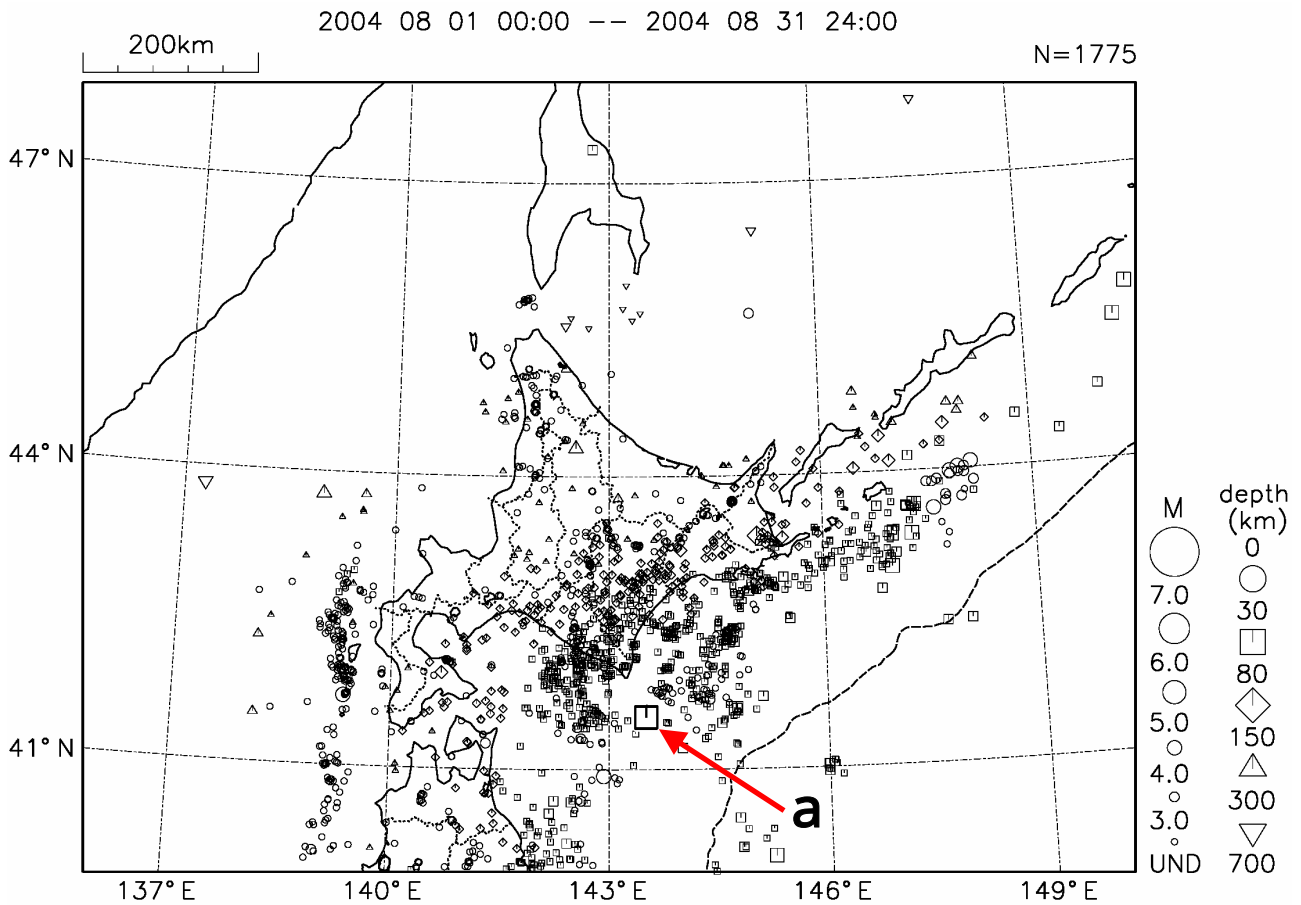 2004 08 01 00:00 -- 2004 08 31 24:00
200km
N=1775
47° N
44° N
41° N
137° E
140° E
143° E
146° E
149° E
a
M
7.0
6.0
5.0
4.0
3.0
UND
depth
(km)
0
30
80
150
300
700